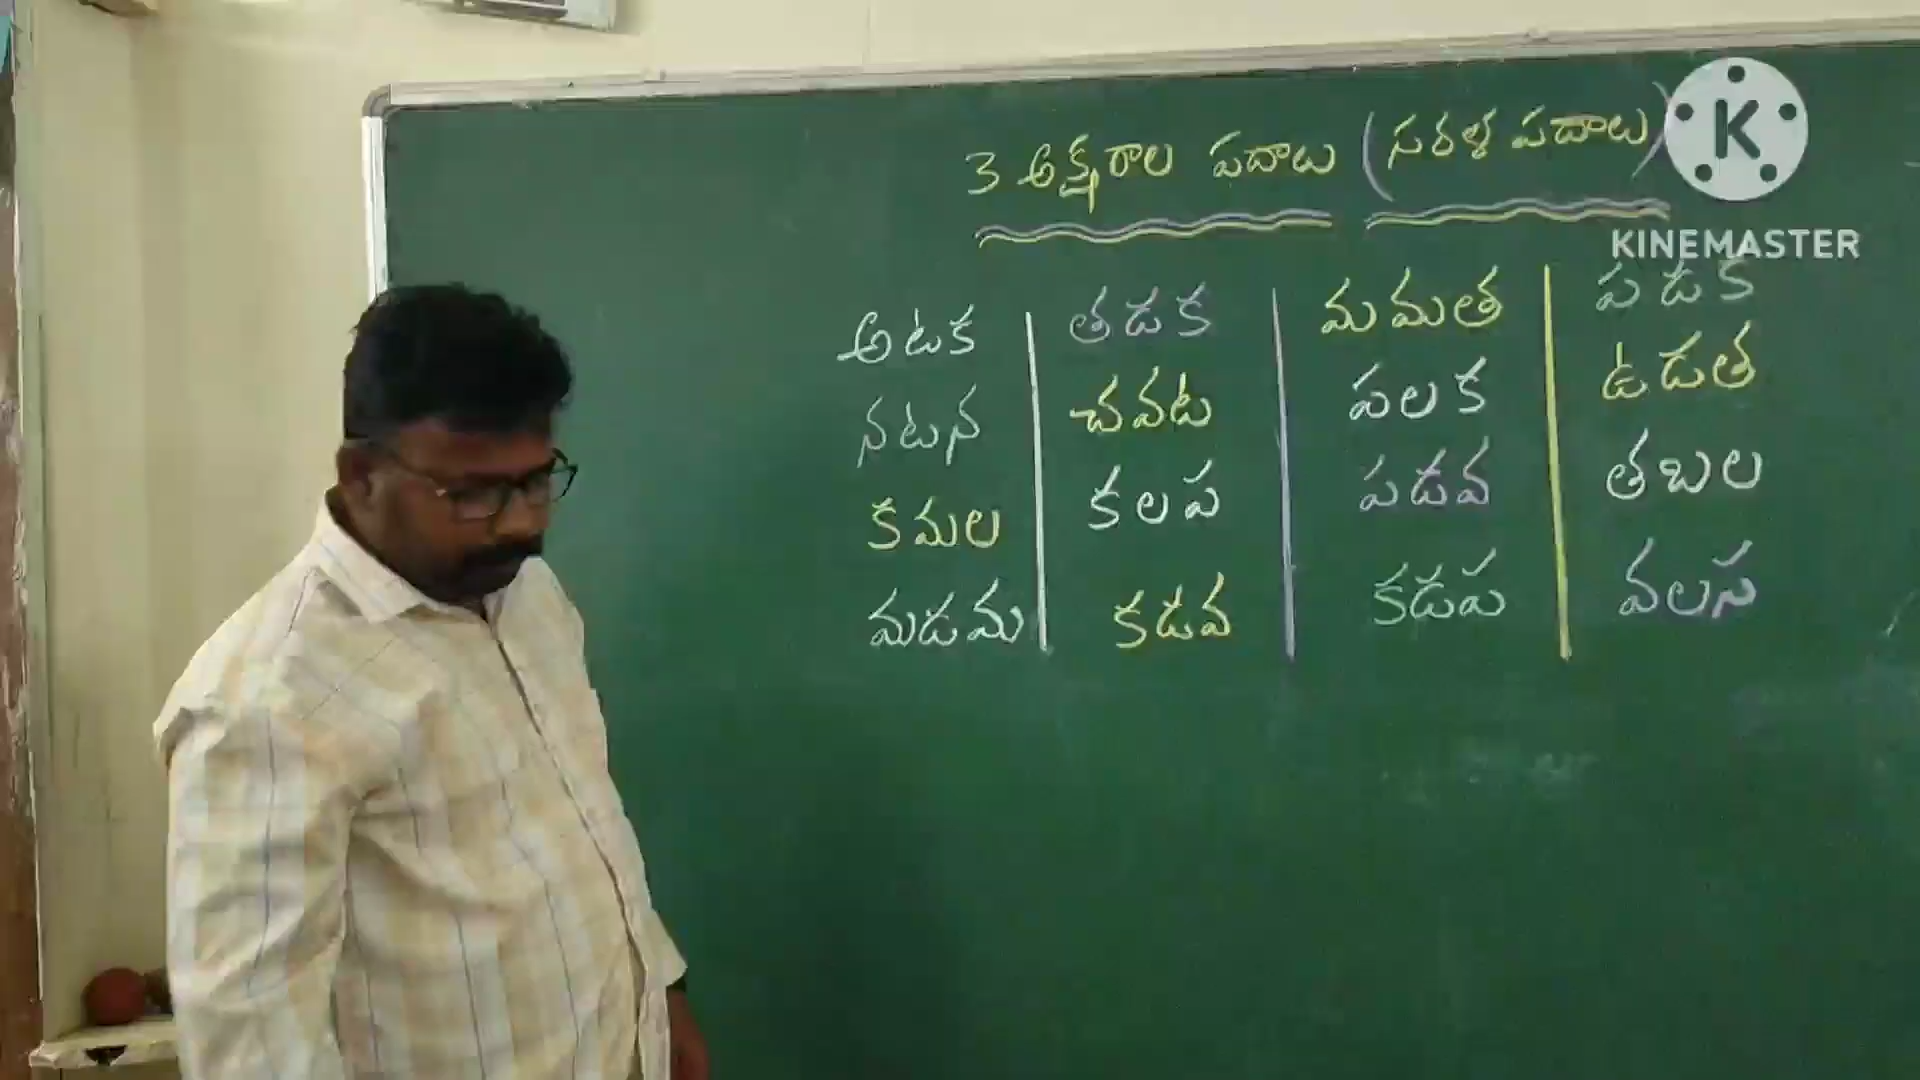 3 అక్షరాల పదాలు (సరళ పదాలు)
KINEMASTER
అటక తడక మమత పడక
నటన చవట పలక ఉడత
కమల కలప పడవ తబల
మడమ కడవ కడప వలస